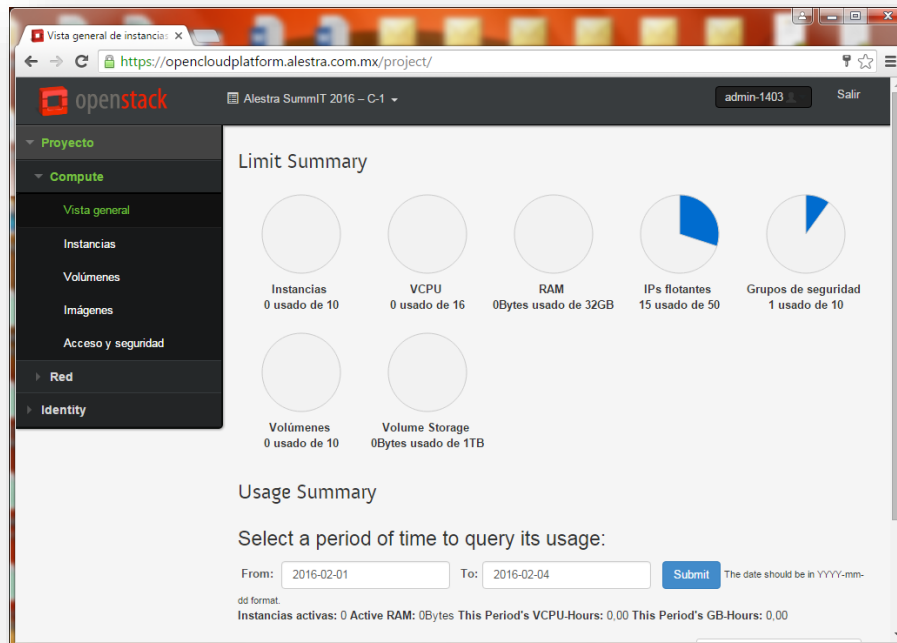 Vista general de instancias
https://opencloudplatform.alestra.com.mx/project/
openstack
Alestra SummIT 2016 – C-1
admin-1403
Salir
Proyecto
Compute
Vista general
Instancias
Volúmenes
Imágenes
Acceso y seguridad
Red
Identity
Limit Summary
Instancias
0 usado de 10
VCPU
0 usado de 16
RAM
0Bytes usado de 32GB
IPs flotantes
15 usado de 50
Grupos de seguridad
1 usado de 10
Volúmenes
0 usado de 10
Volume Storage
0Bytes usado de 1TB
Usage Summary
Select a period of time to query its usage:
From: 2016-02-01 To: 2016-02-04 Submit The date should be in YYYY-mm-
dd format.
Instancias activas: 0 Active RAM: 0Bytes This Period's VCPU-Hours: 0,00 This Period's GB-Hours: 0,00